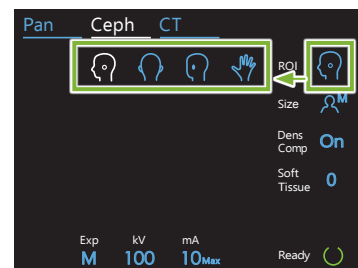 Pan Ceph CT
ROI
Size M
Dens Comp On
Soft Tissue 0
Exp kV mA
M 100 10Max
Ready